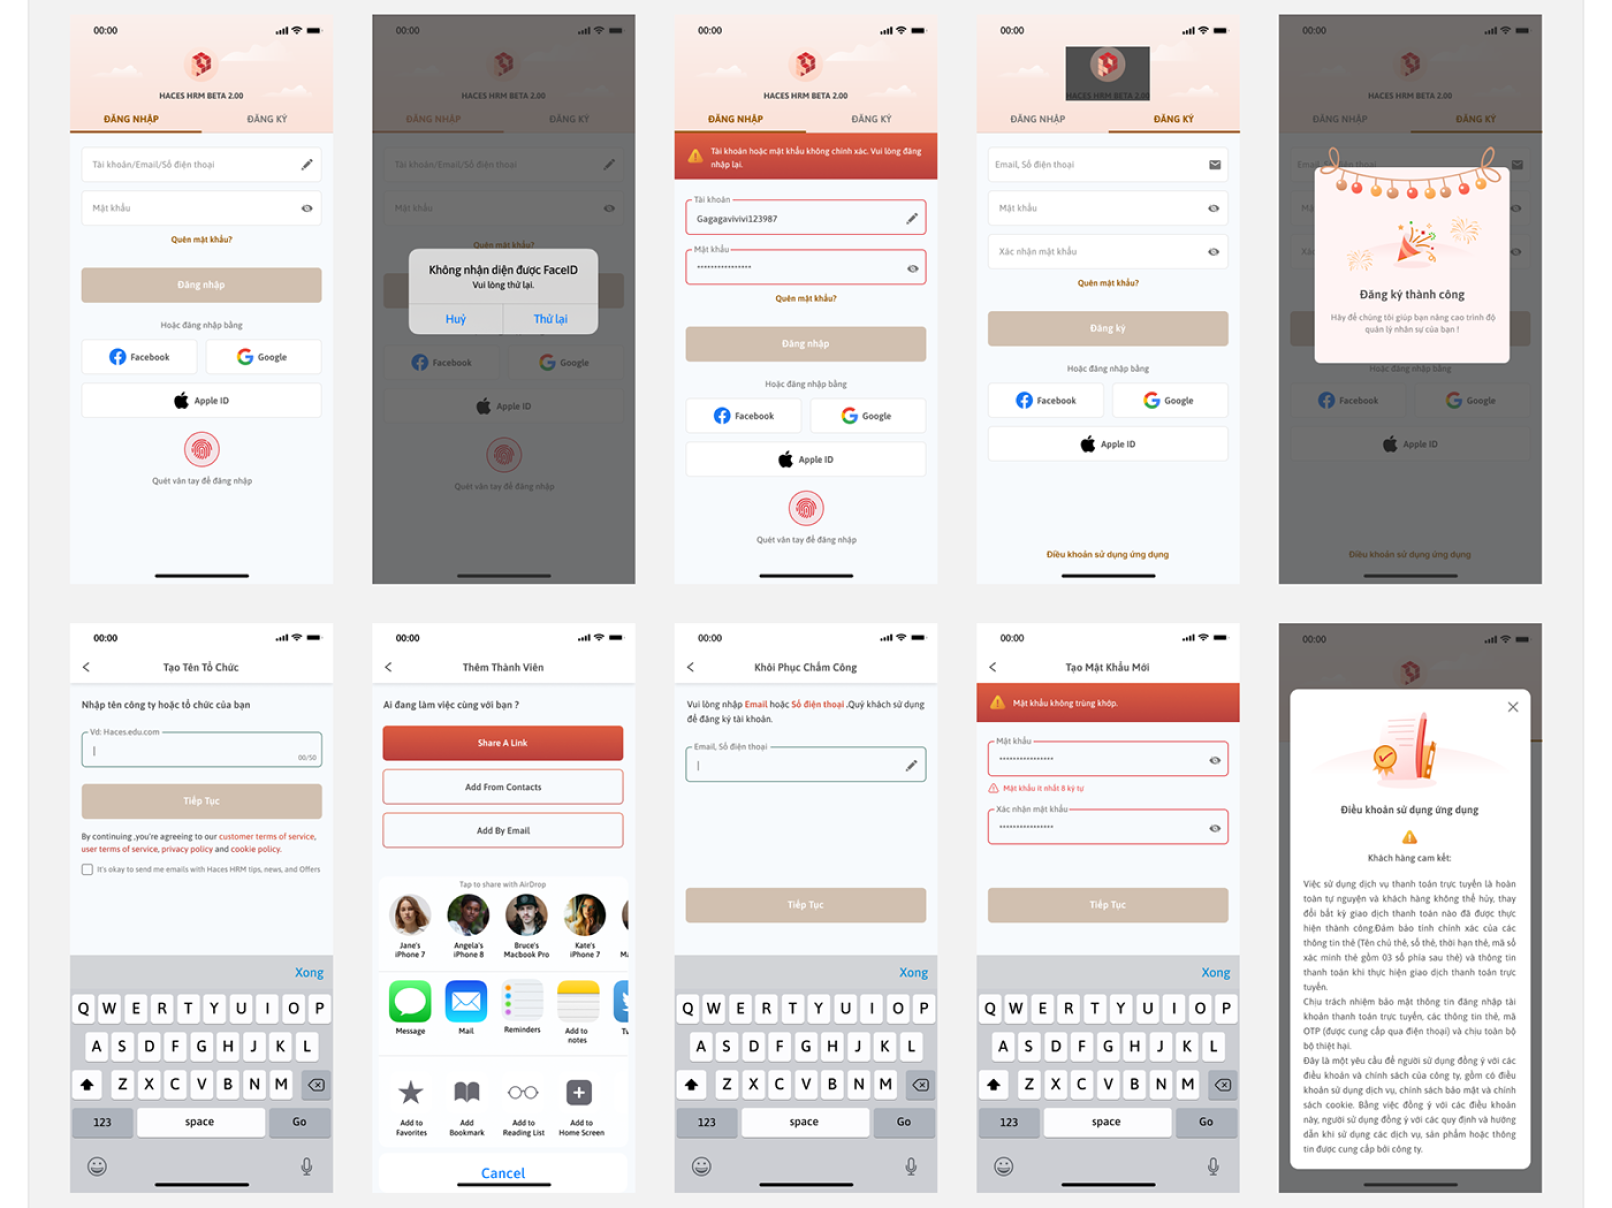 00:00
HACES HRM BETA 2.00
ĐĂNG NHẬP
ĐĂNG KÝ
Tài khoản/Email/Số điện thoại
Mật khẩu
Quên mật khẩu?
Đăng nhập
Hoặc đăng nhập bằng
Facebook
Google
Apple ID
Quét vân tay để đăng nhập
00:00
HACES HRM BETA 2.00
ĐĂNG NHẬP
ĐĂNG KÝ
Tài khoản/Email/Số điện thoại
Mật khẩu
Quên mật khẩu?
Không nhận diện được FaceID
Vui lòng thử lại.
Huỷ
Thử lại
Facebook
Google
Apple ID
Quét vân tay để đăng nhập
00:00
HACES HRM BETA 2.00
ĐĂNG NHẬP
ĐĂNG KÝ
Tài khoản hoặc mật khẩu không chính xác. Vui lòng đăng
nhập lại.
Tài khoản
Gagagavivivi123987
Mật khẩu
****************
Quên mật khẩu?
Đăng nhập
Hoặc đăng nhập bằng
Facebook
Google
Apple ID
Quét vân tay để đăng nhập
00:00
HACES HRM BETA 2.00
ĐĂNG NHẬP
ĐĂNG KÝ
Email, Số điện thoại
Mật khẩu
Xác nhận mật khẩu
Quên mật khẩu?
Đăng ký
Hoặc đăng nhập bằng
Facebook
Google
Apple ID
Điều khoản sử dụng ứng dụng
00:00
HACES HRM BETA 2.00
ĐĂNG NHẬP
ĐĂNG KÝ
Đăng ký thành công
Hãy để chúng tôi giúp bạn nâng cao trình độ
quản lý nhân sự của bạn !
Hoặc đăng nhập bằng
Facebook
Google
Apple ID
Điều khoản sử dụng ứng dụng
00:00
Tạo Tên Tổ Chức
Nhập tên công ty hoặc tổ chức của bạn
Vd: Haces.edu.com
00/50
Tiếp Tục
By continuing ,you're agreeing to our customer terms of service,
user terms of service, privacy policy and cookie policy.
It's okay to send me emails with Haces HRM tips, news, and Offers
Xong
Q W E R T Y U I O P
A S D F G H J K L
Z X C V B N M
123 space Go
00:00
Thêm Thành Viên
Ai đang làm việc cùng với bạn ?
Share A Link
Add From Contacts
Add By Email
Tap to share with AirDrop
Jane's
iPhone 7
Angela's
iPhone 8
Bruce's
Macbook Pro
Kate's
iPhone 7
Message
Mail
Reminders
Add to
notes
Add to
Favorites
Add
Bookmark
Add to
Reading List
Add to
Home Screen
Cancel
00:00
Khôi Phục Chấm Công
Vui lòng nhập Email hoặc Số điện thoại .Quý khách sử dụng
để đăng ký tài khoản.
Email, Số điện thoại
Tiếp Tục
Xong
Q W E R T Y U I O P
A S D F G H J K L
Z X C V B N M
123 space Go
00:00
Tạo Mật Khẩu Mới
Mật khẩu không trùng khớp.
Mật khẩu
****************
Mật khẩu ít nhất 8 ký tự
Xác nhận mật khẩu
****************
Tiếp Tục
Xong
Q W E R T Y U I O P
A S D F G H J K L
Z X C V B N M
123 space Go
00:00
Điều khoản sử dụng ứng dụng
Khách hàng cam kết:
Việc sử dụng dịch vụ thanh toán trực tuyến là hoàn
toàn tự nguyện và khách hàng không thể hủy, thay
đổi bất kỳ giao dịch thanh toán nào đã được thực
hiện thành công.Đảm bảo tính chính xác của các
thông tin thẻ (Tên chủ thẻ, số thẻ, thời hạn thẻ, mã số
xác minh thẻ gồm 03 số phía sau thẻ) và thông tin
thanh toán khi thực hiện giao dịch thanh toán trực
tuyến.
Chịu trách nhiệm bảo mật thông tin đăng nhập tài
khoản thanh toán trực tuyến, các thông tin thẻ, mã
OTP (được cung cấp qua điện thoại) và chịu toàn bộ
bộ thiệt hại.
Đây là một yêu cầu để người sử dụng đồng ý với các
điều khoản và chính sách của công ty, gồm có điều
khoản sử dụng dịch vụ, chính sách bảo mật và chính
sách cookie. Bằng việc đồng ý với các điều khoản
này, người sử dụng đồng ý với các quy định và hướng
dẫn khi sử dụng các dịch vụ, sản phẩm hoặc thông
tin được cung cấp bởi công ty.